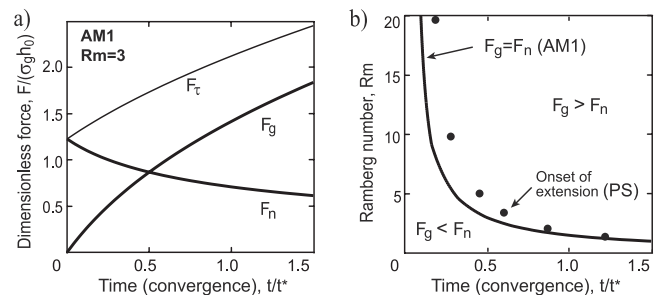 a)
AM1
Rm=3
Dimensionless force, F/(σgh0)
2.0
1.5
1.0
0.5
0
Fτ
Fg
Fn
0 0.5 1.0 1.5
Time (convergence), t/t*
b)
Ramberg number, Rm
20
15
10
5
Fg=Fn (AM1)
Fg > Fn
Onset of
extension (PS)
Fg < Fn
0 0.5 1.0 1.5
Time (convergence), t/t*